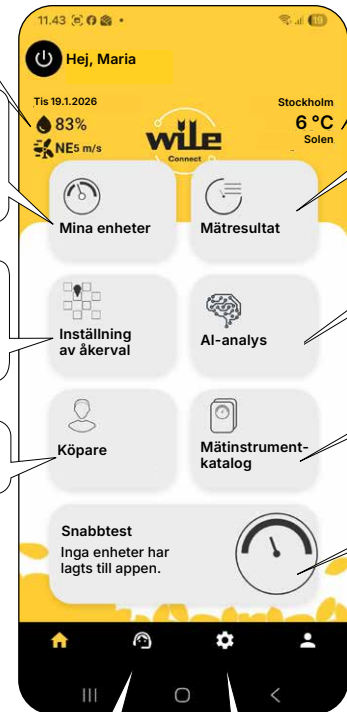 11.43
19
Hej, Maria
Tis 19.1.2026
83%
NE5 m/s
Stockholm
6 °C
Solen
wile
Connect
Mina enheter
Mätresultat
Inställning
av åkerval
AI-analys
Köpare
Mätinstrument-
katalog
Snabbtest
Inga enheter har
lagts till appen.